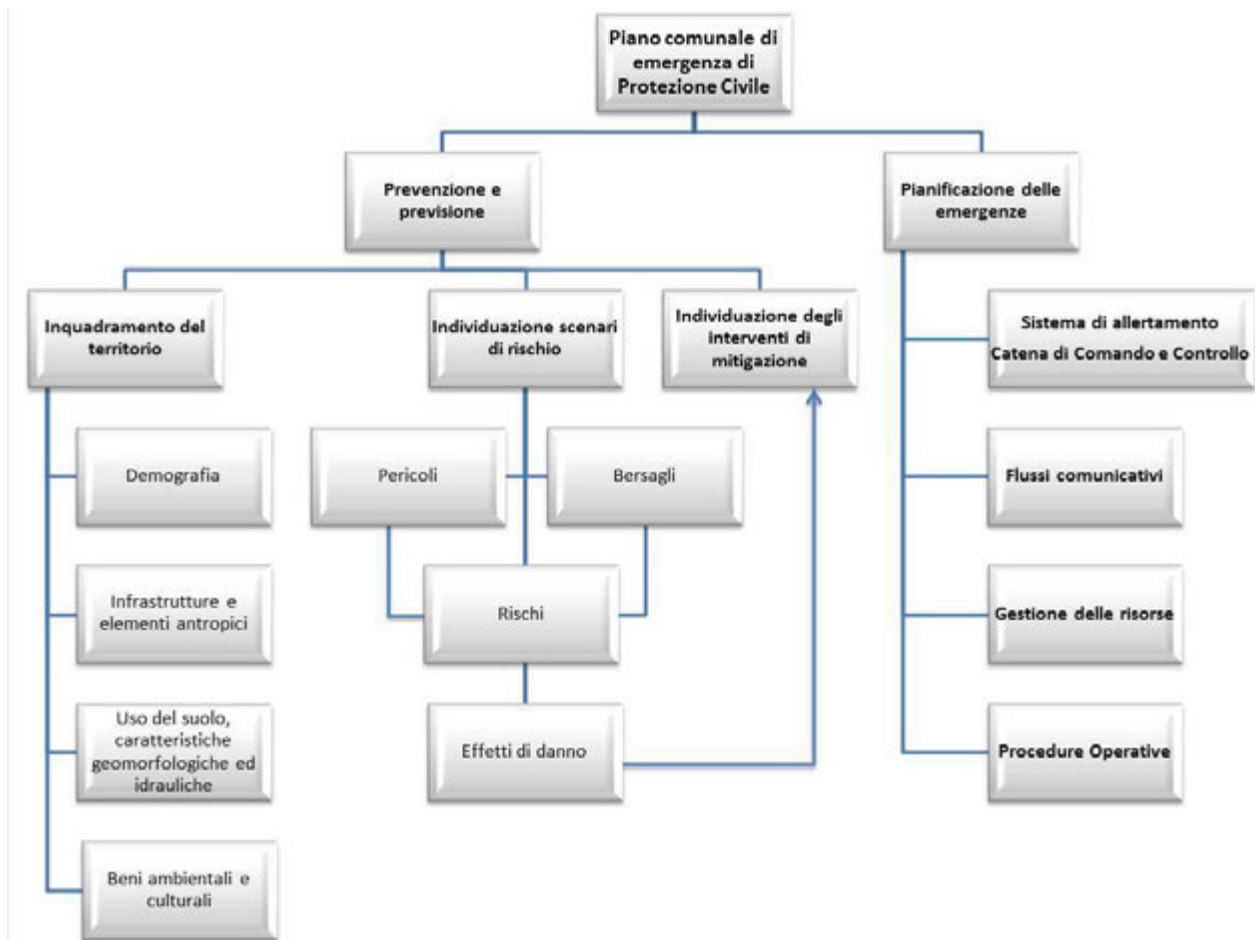 Piano comunale di
emergenza di
Protezione Civile
Prevenzione e
previsione
Pianificazione delle
emergenze
Inquadramento del
territorio
Individuazione scenari
di rischio
Individuazione degli
interventi di
mitigazione
Sistema di allertamento
Catena di Comando e Controllo
Demografia
Pericoli
Bersagli
Flussi comunicativi
Infrastrutture e
elementi antropici
Rischi
Gestione delle risorse
Uso del suolo,
caratteristiche
geomorfologiche ed
idrauliche
Effetti di danno
Procedure Operative
Beni ambientali e
culturali